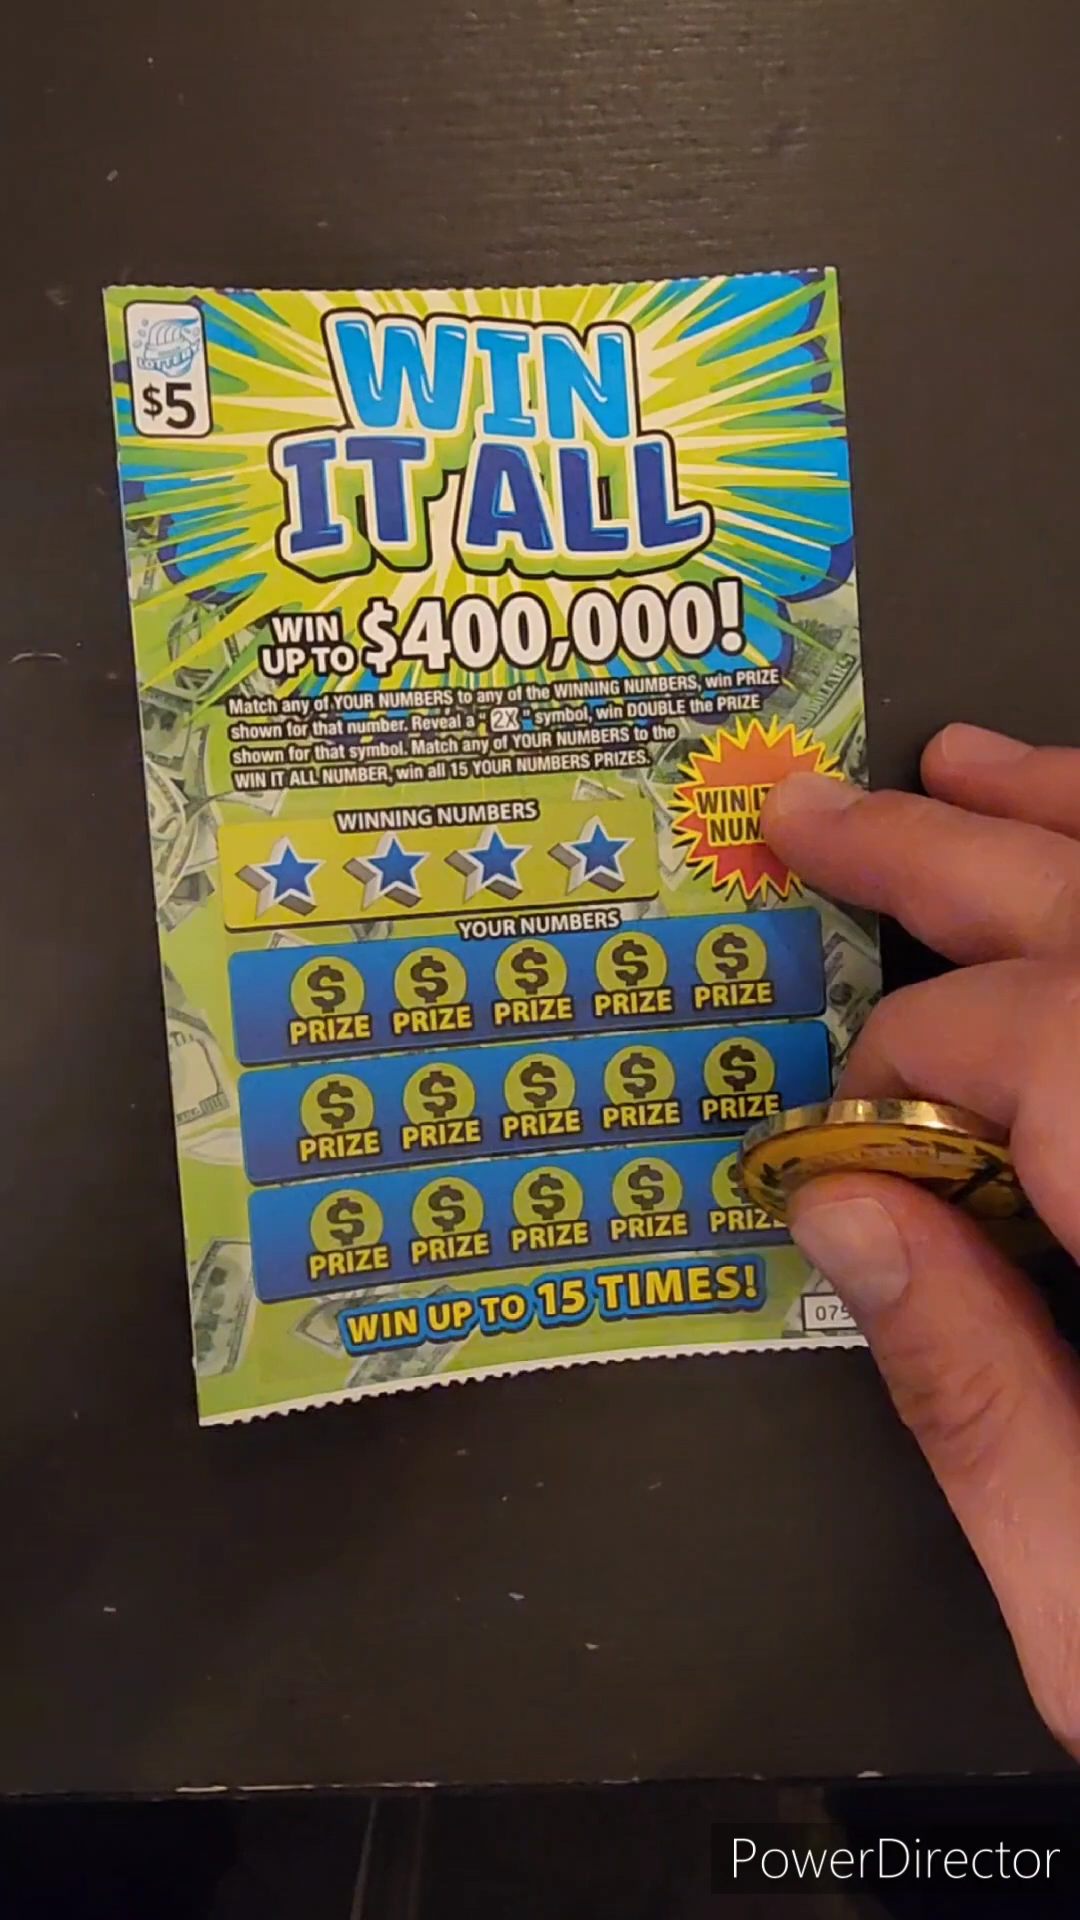 LOTTERY
$5
WIN
IT ALL
WIN
UP TO $400,000!
Match any of YOUR NUMBERS to any of the WINNING NUMBERS, win PRIZE
shown for that number. Reveal a "2X" symbol, win DOUBLE the PRIZE
shown for that symbol. Match any of YOUR NUMBERS to the
WIN IT ALL NUMBER, win all 15 YOUR NUMBERS PRIZES.
WIN
WINNING NUMBERS
YOUR NUMBERS
$ $ $ $ $
PRIZE PRIZE PRIZE PRIZE PRIZE
$ $ $ $ $
PRIZE PRIZE PRIZE PRIZE PRIZE
$ $ $ $ $
PRIZE PRIZE PRIZE PRIZE
WIN UP TO 15 TIMES!
PowerDirector